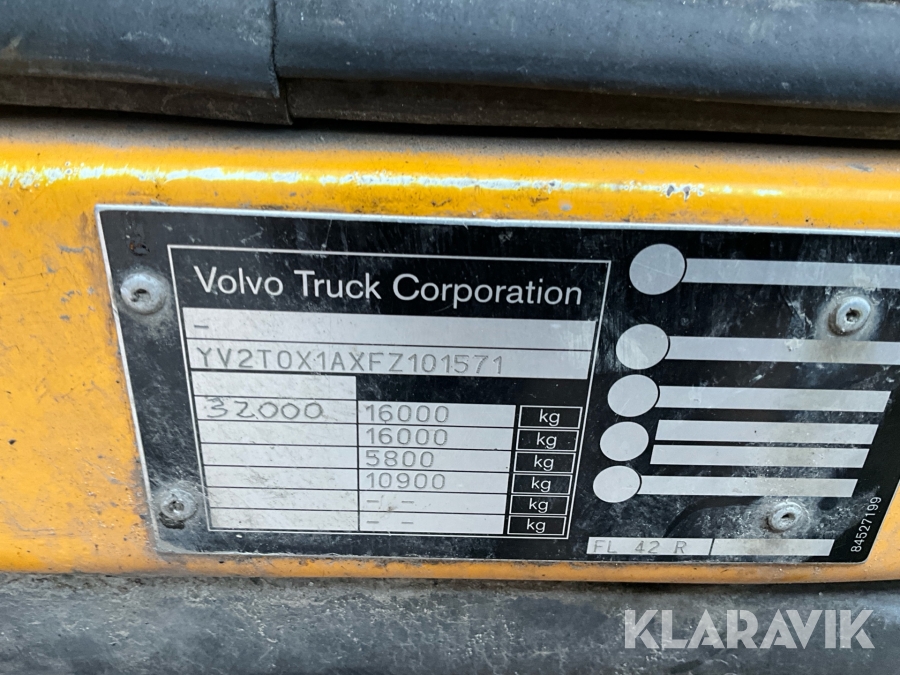 Volvo Truck Corporation
-
YV2T0X1AXFZ101571
32000 16000 kg
16000 kg
5800 kg
10900 kg
- - kg
- - kg
FL 42 R
84527199
KLARAVIK